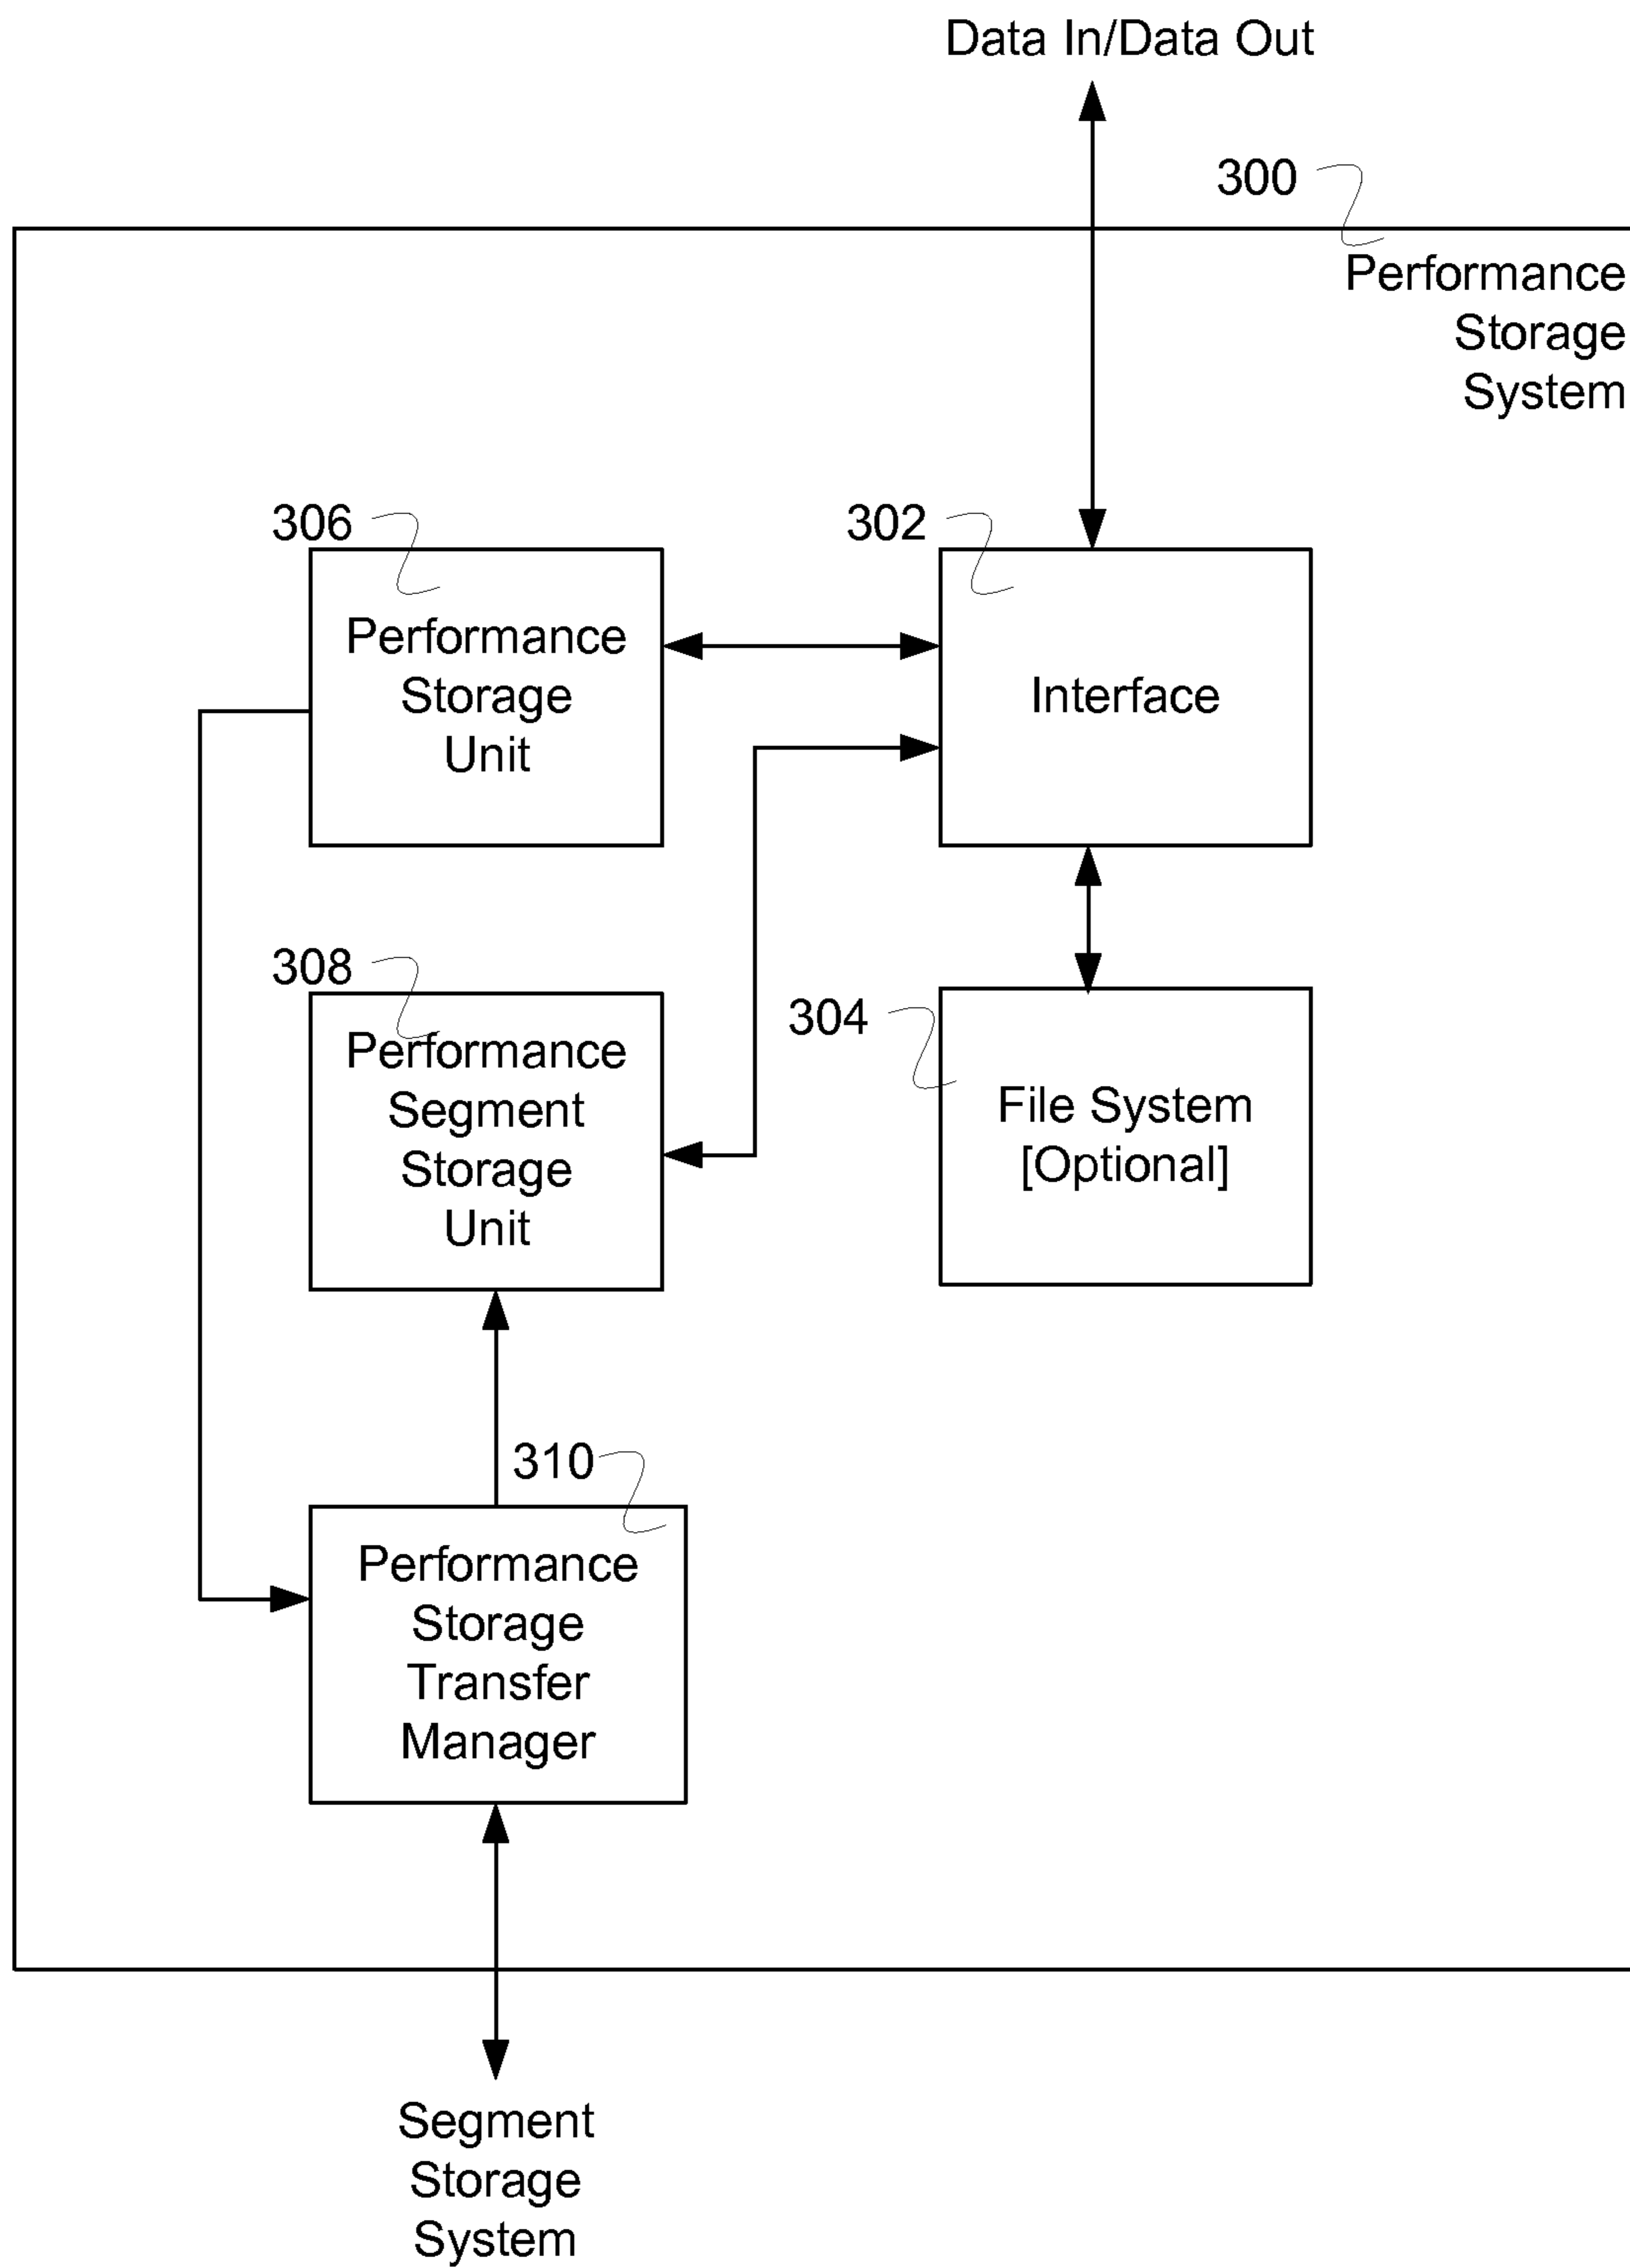 Data In/Data Out
300
Performance
Storage
System
306
302
Performance
Storage
Unit
Interface
308
304
Performance
Segment
Storage
Unit
File System
[Optional]
310
Performance
Storage
Transfer
Manager
Segment
Storage
System